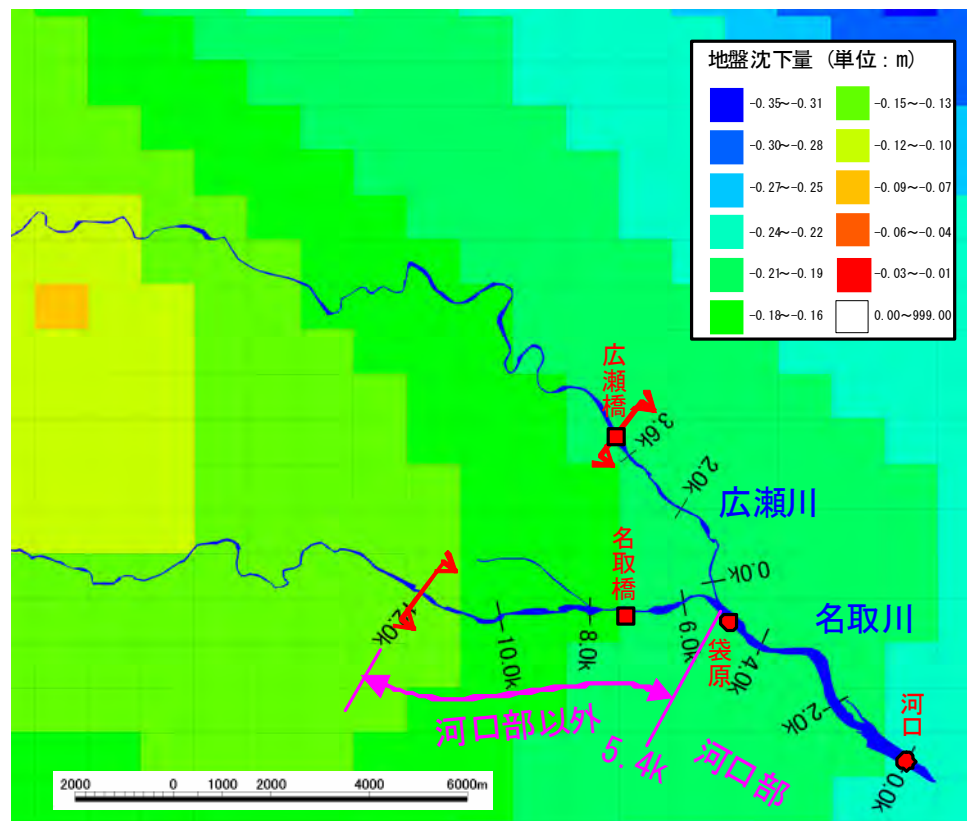 地盤沈下量 (単位：m)
-0.35～-0.31
-0.15～-0.13
-0.30～-0.28
-0.12～-0.10
-0.27～-0.25
-0.09～-0.07
-0.24～-0.22
-0.06～-0.04
-0.21～-0.19
-0.03～-0.01
-0.18～-0.16
0.00～999.00
広瀬橋
3.6k
2.0k
広瀬川
0.0k
名取橋
名取川
袋原
12.0k
10.0k
8.0k
6.0k
4.0k
2.0k
河口
0.0k
河口部以外
5.4k
河口部
2000 0 1000 2000 4000 6000m